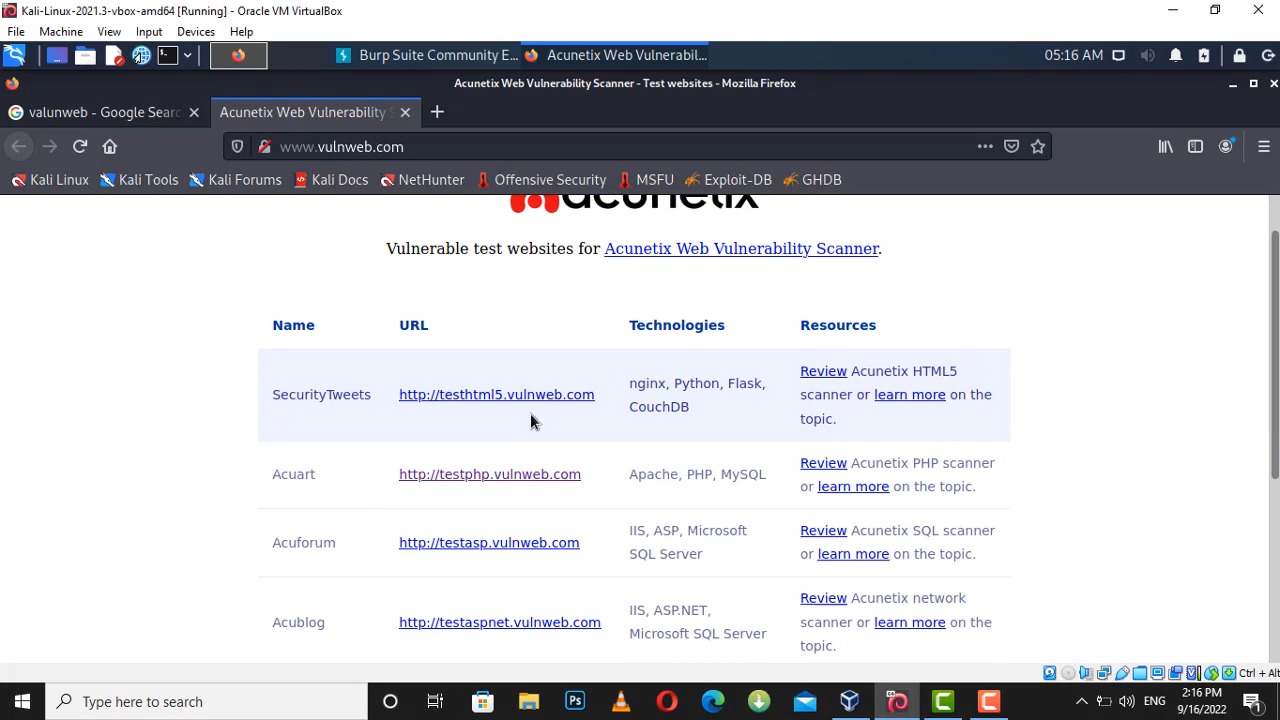 Kali-Linux-2021.3-vbox-amd64 [Running] - Oracle VM VirtualBox
File Machine View Input Devices Help
Burp Suite Community E... Acunetix Web Vulnerabil... 05:16 AM
Acunetix Web Vulnerability Scanner - Test websites - Mozilla Firefox
valunweb - Google Searc Acunetix Web Vulnerability S
www.vulnweb.com
Kali Linux Kali Tools Kali Forums Kali Docs NetHunter Offensive Security MSFU Exploit-DB GHDB
acunetix
Vulnerable test websites for Acunetix Web Vulnerability Scanner.
Name URL Technologies Resources
SecurityTweets http://testhtml5.vulnweb.com nginx, Python, Flask, CouchDB Review Acunetix HTML5
scanner or learn more on the
topic.
Acuart http://testphp.vulnweb.com Apache, PHP, MySQL Review Acunetix PHP scanner
or learn more on the topic.
Acuforum http://testasp.vulnweb.com IIS, ASP, Microsoft
SQL Server Review Acunetix SQL scanner
or learn more on the topic.
Acublog http://testaspnet.vulnweb.com IIS, ASP.NET,
Microsoft SQL Server Review Acunetix network
scanner or learn more on the
topic.
Ctrl + Alt
Type here to search
Ps
ENG
2:16 PM
9/16/2022
1